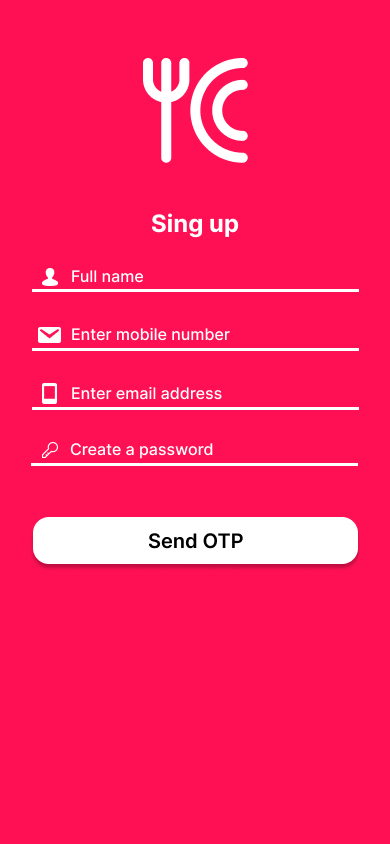 Sing up
Full name
Enter mobile number
Enter email address
Create a password
Send OTP